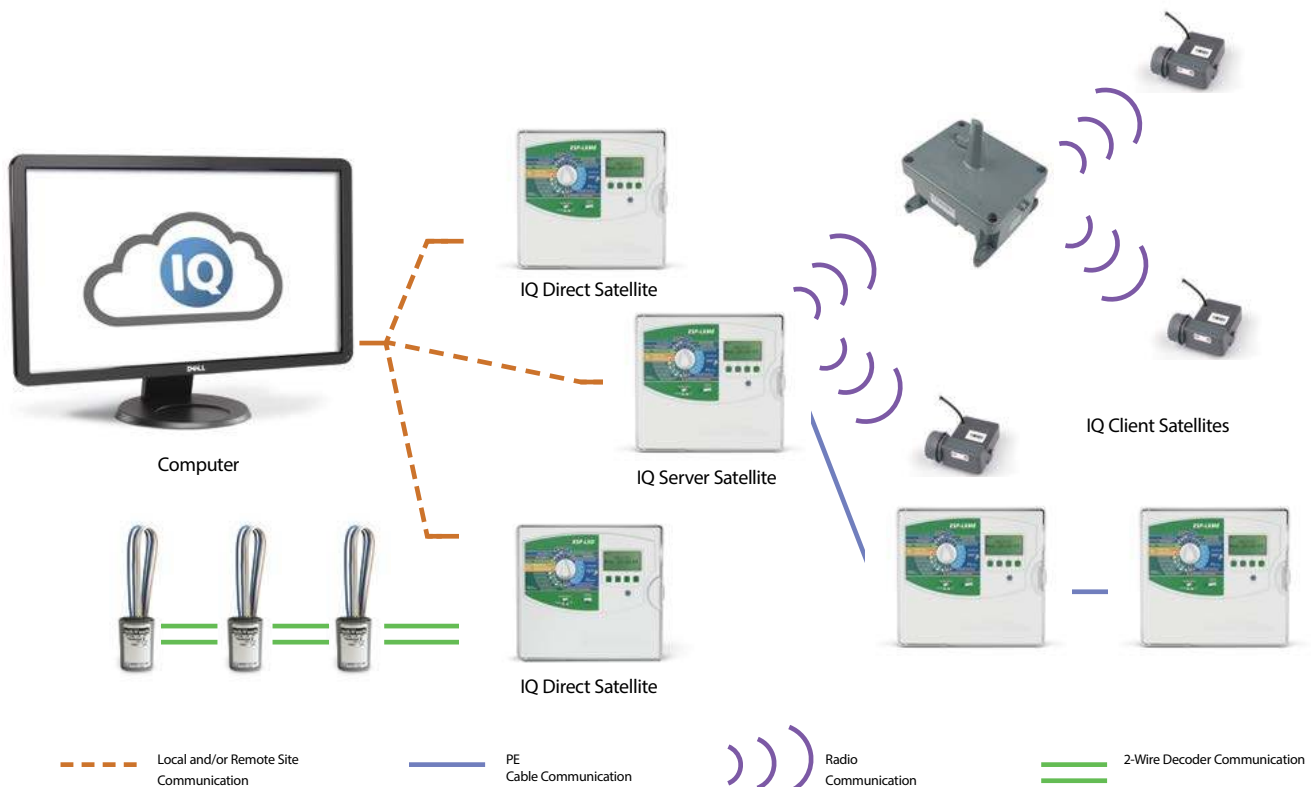 ESP-LXME
IQ Direct Satellite
IQ
DELL
Computer
ESP-LXME
IQ Server Satellite
IQ Client Satellites
ESP-LXD
IQ Direct Satellite
ESP-LXME
ESP-LXME
Local and/or Remote Site
Communication
PE
Cable Communication
Radio
Communication
2-Wire Decoder Communication